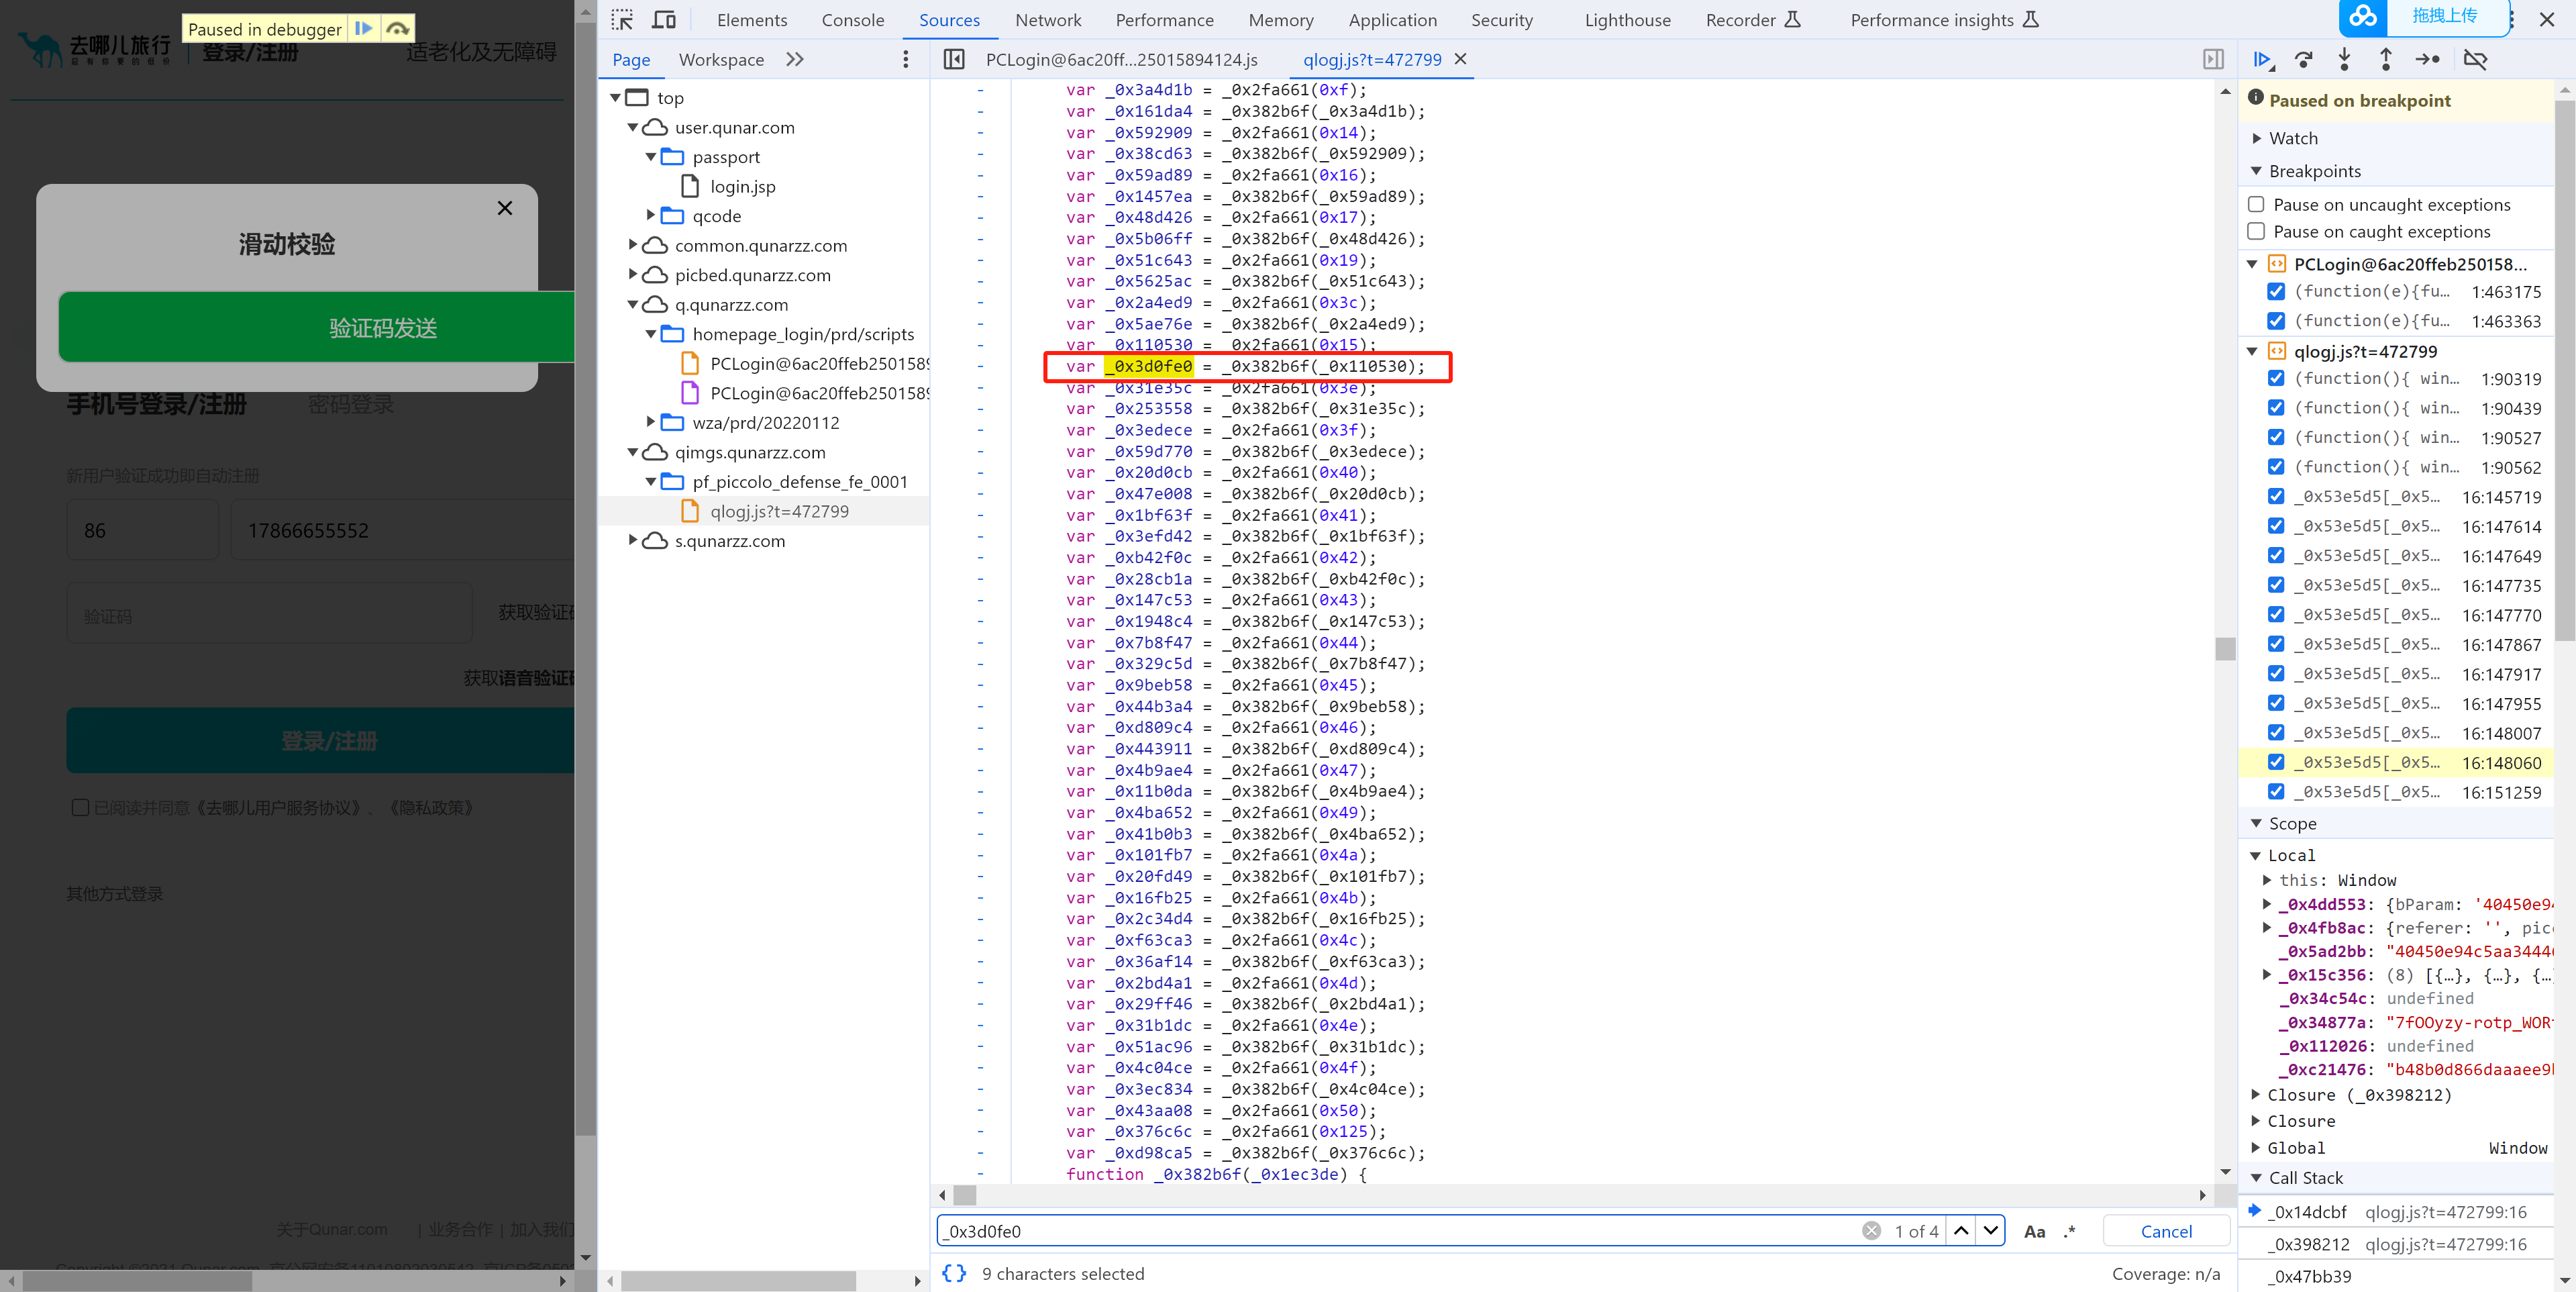 Paused in debugger
去哪儿旅行
总有你要的低价
登录/注册
适老化及无障碍
滑动校验
验证码发送
手机号登录/注册
密码登录
新用户验证成功即自动注册
86
17866655552
验证码
获取验证码
获取语音验证码
登录/注册
已阅读并同意《去哪儿用户服务协议》、《隐私政策》
其他方式登录
关于Qunar.com | 业务合作 | 加入我们
Elements Console Sources Network Performance Memory Application Security Lighthouse Recorder Performance insights
拖拽上传
Page Workspace
PCLogin@6ac20ff...25015894124.js
qlogj.js?t=472799
top
user.qunar.com
passport
login.jsp
qcode
common.qunarzz.com
picbed.qunarzz.com
q.qunarzz.com
homepage_login/prd/scripts
PCLogin@6ac20ffeb2501589
PCLogin@6ac20ffeb2501589
wza/prd/20220112
qimgs.qunarzz.com
pf_piccolo_defense_fe_0001
qlogj.js?t=472799
s.qunarzz.com
var _0x3a4d1b = _0x2fa661(0xf);
var _0x161da4 = _0x382b6f(_0x3a4d1b);
var _0x592909 = _0x2fa661(0x14);
var _0x38cd63 = _0x382b6f(_0x592909);
var _0x59ad89 = _0x2fa661(0x16);
var _0x1457ea = _0x382b6f(_0x59ad89);
var _0x48d426 = _0x2fa661(0x17);
var _0x5b06ff = _0x382b6f(_0x48d426);
var _0x51c643 = _0x2fa661(0x19);
var _0x5625ac = _0x382b6f(_0x51c643);
var _0x2a4ed9 = _0x2fa661(0x3c);
var _0x5ae76e = _0x382b6f(_0x2a4ed9);
var _0x110530 = _0x2fa661(0x15);
var _0x3d0fe0 = _0x382b6f(_0x110530);
var _0x31e35c = _0x2fa661(0x3e);
var _0x253558 = _0x382b6f(_0x31e35c);
var _0x3edece = _0x2fa661(0x3f);
var _0x59d770 = _0x382b6f(_0x3edece);
var _0x20d0cb = _0x2fa661(0x40);
var _0x47e008 = _0x382b6f(_0x20d0cb);
var _0x1bf63f = _0x2fa661(0x41);
var _0x3efd42 = _0x382b6f(_0x1bf63f);
var _0xb42f0c = _0x2fa661(0x42);
var _0x28cb1a = _0x382b6f(_0xb42f0c);
var _0x147c53 = _0x2fa661(0x43);
var _0x1948c4 = _0x382b6f(_0x147c53);
var _0x7b8f47 = _0x2fa661(0x44);
var _0x329c5d = _0x382b6f(_0x7b8f47);
var _0x9beb58 = _0x2fa661(0x45);
var _0x44b3a4 = _0x382b6f(_0x9beb58);
var _0xd809c4 = _0x2fa661(0x46);
var _0x443911 = _0x382b6f(_0xd809c4);
var _0x4b9ae4 = _0x2fa661(0x47);
var _0x11b0da = _0x382b6f(_0x4b9ae4);
var _0x4ba652 = _0x2fa661(0x49);
var _0x41b0b3 = _0x382b6f(_0x4ba652);
var _0x101fb7 = _0x2fa661(0x4a);
var _0x20fd49 = _0x382b6f(_0x101fb7);
var _0x16fb25 = _0x2fa661(0x4b);
var _0x2c34d4 = _0x382b6f(_0x16fb25);
var _0xf63ca3 = _0x2fa661(0x4c);
var _0x36af14 = _0x382b6f(_0xf63ca3);
var _0x2bd4a1 = _0x2fa661(0x4d);
var _0x29ff46 = _0x382b6f(_0x2bd4a1);
var _0x31b1dc = _0x2fa661(0x4e);
var _0x51ac96 = _0x382b6f(_0x31b1dc);
var _0x4c04ce = _0x2fa661(0x4f);
var _0x3ec834 = _0x382b6f(_0x4c04ce);
var _0x43aa08 = _0x2fa661(0x50);
var _0x376c6c = _0x2fa661(0x125);
var _0xd98ca5 = _0x382b6f(_0x376c6c);
function _0x382b6f(_0x1ec3de) {
_0x3d0fe0
1 of 4
Aa .*
Cancel
{} 9 characters selected
Coverage: n/a
Paused on breakpoint
Watch
Breakpoints
Pause on uncaught exceptions
Pause on caught exceptions
PCLogin@6ac20ffeb250158...
(function(e){fu... 1:463175
(function(e){fu... 1:463363
qlogj.js?t=472799
(function(){ win... 1:90319
(function(){ win... 1:90439
(function(){ win... 1:90527
(function(){ win... 1:90562
_0x53e5d5[_0x5... 16:145719
_0x53e5d5[_0x5... 16:147614
_0x53e5d5[_0x5... 16:147649
_0x53e5d5[_0x5... 16:147735
_0x53e5d5[_0x5... 16:147770
_0x53e5d5[_0x5... 16:147867
_0x53e5d5[_0x5... 16:147917
_0x53e5d5[_0x5... 16:147955
_0x53e5d5[_0x5... 16:148007
_0x53e5d5[_0x5... 16:148060
_0x53e5d5[_0x5... 16:151259
Scope
Local
this: Window
_0x4dd553: {bParam: '40450e94
_0x4fb8ac: {referer: '', picc
_0x5ad2bb: "40450e94c5aa34446
_0x15c356: (8) [{…}, {…}, {…
_0x34c54c: undefined
_0x34877a: "7fOOyzy-rotp_WOR
_0x112026: undefined
_0xc21476: "b48b0d866daaaee9
Closure (_0x398212)
Closure
Global Window
Call Stack
_0x14dcbf qlogj.js?t=472799:16
_0x398212 qlogj.js?t=472799:16
_0x47bb39